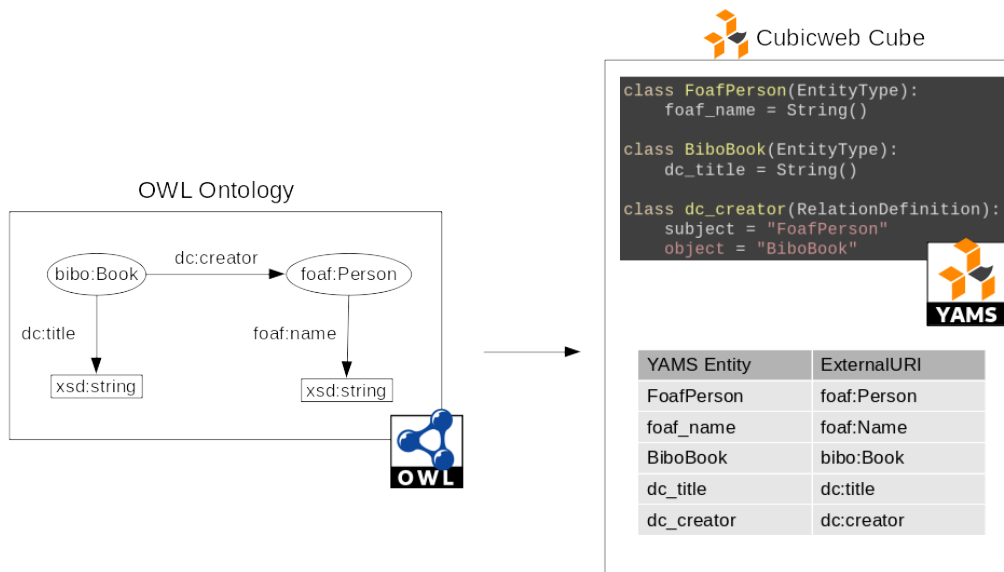 OWL Ontology
bibo:Book
dc:creator
foaf:Person
dc:title
foaf:name
xsd:string
xsd:string
OWL
Cubicweb Cube
class FoafPerson(EntityType):
    foaf_name = String()
class BiboBook(EntityType):
    dc_title = String()
class dc_creator(RelationDefinition):
    subject = "FoafPerson"
    object = "BiboBook"
YAMS
YAMS Entity ExternalURI
FoafPerson foaf:Person
foaf_name foaf:Name
BiboBook bibo:Book
dc_title dc:title
dc_creator dc:creator